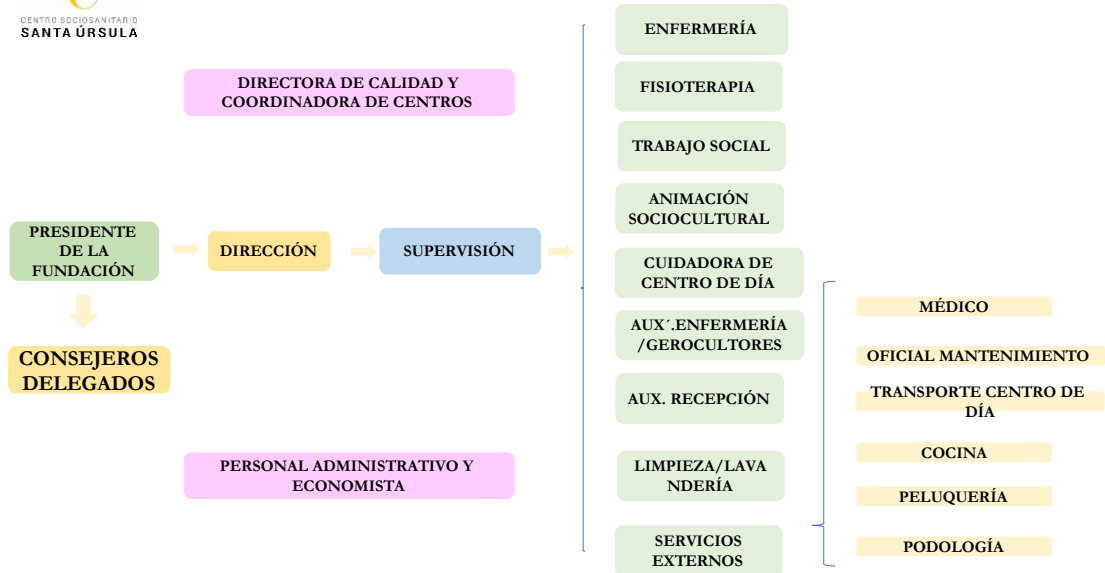 CENTRO SOCIOSANITARIO
SANTA ÚRSULA
DIRECTORA DE CALIDAD Y
COORDINADORA DE CENTROS
PRESIDENTE
DE LA
FUNDACIÓN
DIRECCIÓN
SUPERVISIÓN
CONSEJEROS
DELEGADOS
PERSONAL ADMINISTRATIVO Y
ECONOMISTA
ENFERMERÍA
FISIOTERAPIA
TRABAJO SOCIAL
ANIMACIÓN
SOCIOCULTURAL
CUIDADORA DE
CENTRO DE DÍA
AUX´.ENFERMERÍA
/GEROCULTORES
AUX. RECEPCIÓN
LIMPIEZA/LAVA
NDERÍA
SERVICIOS
EXTERNOS
MÉDICO
OFICIAL MANTENIMIENTO
TRANSPORTE CENTRO DE
DÍA
COCINA
PELUQUERÍA
PODOLOGÍA